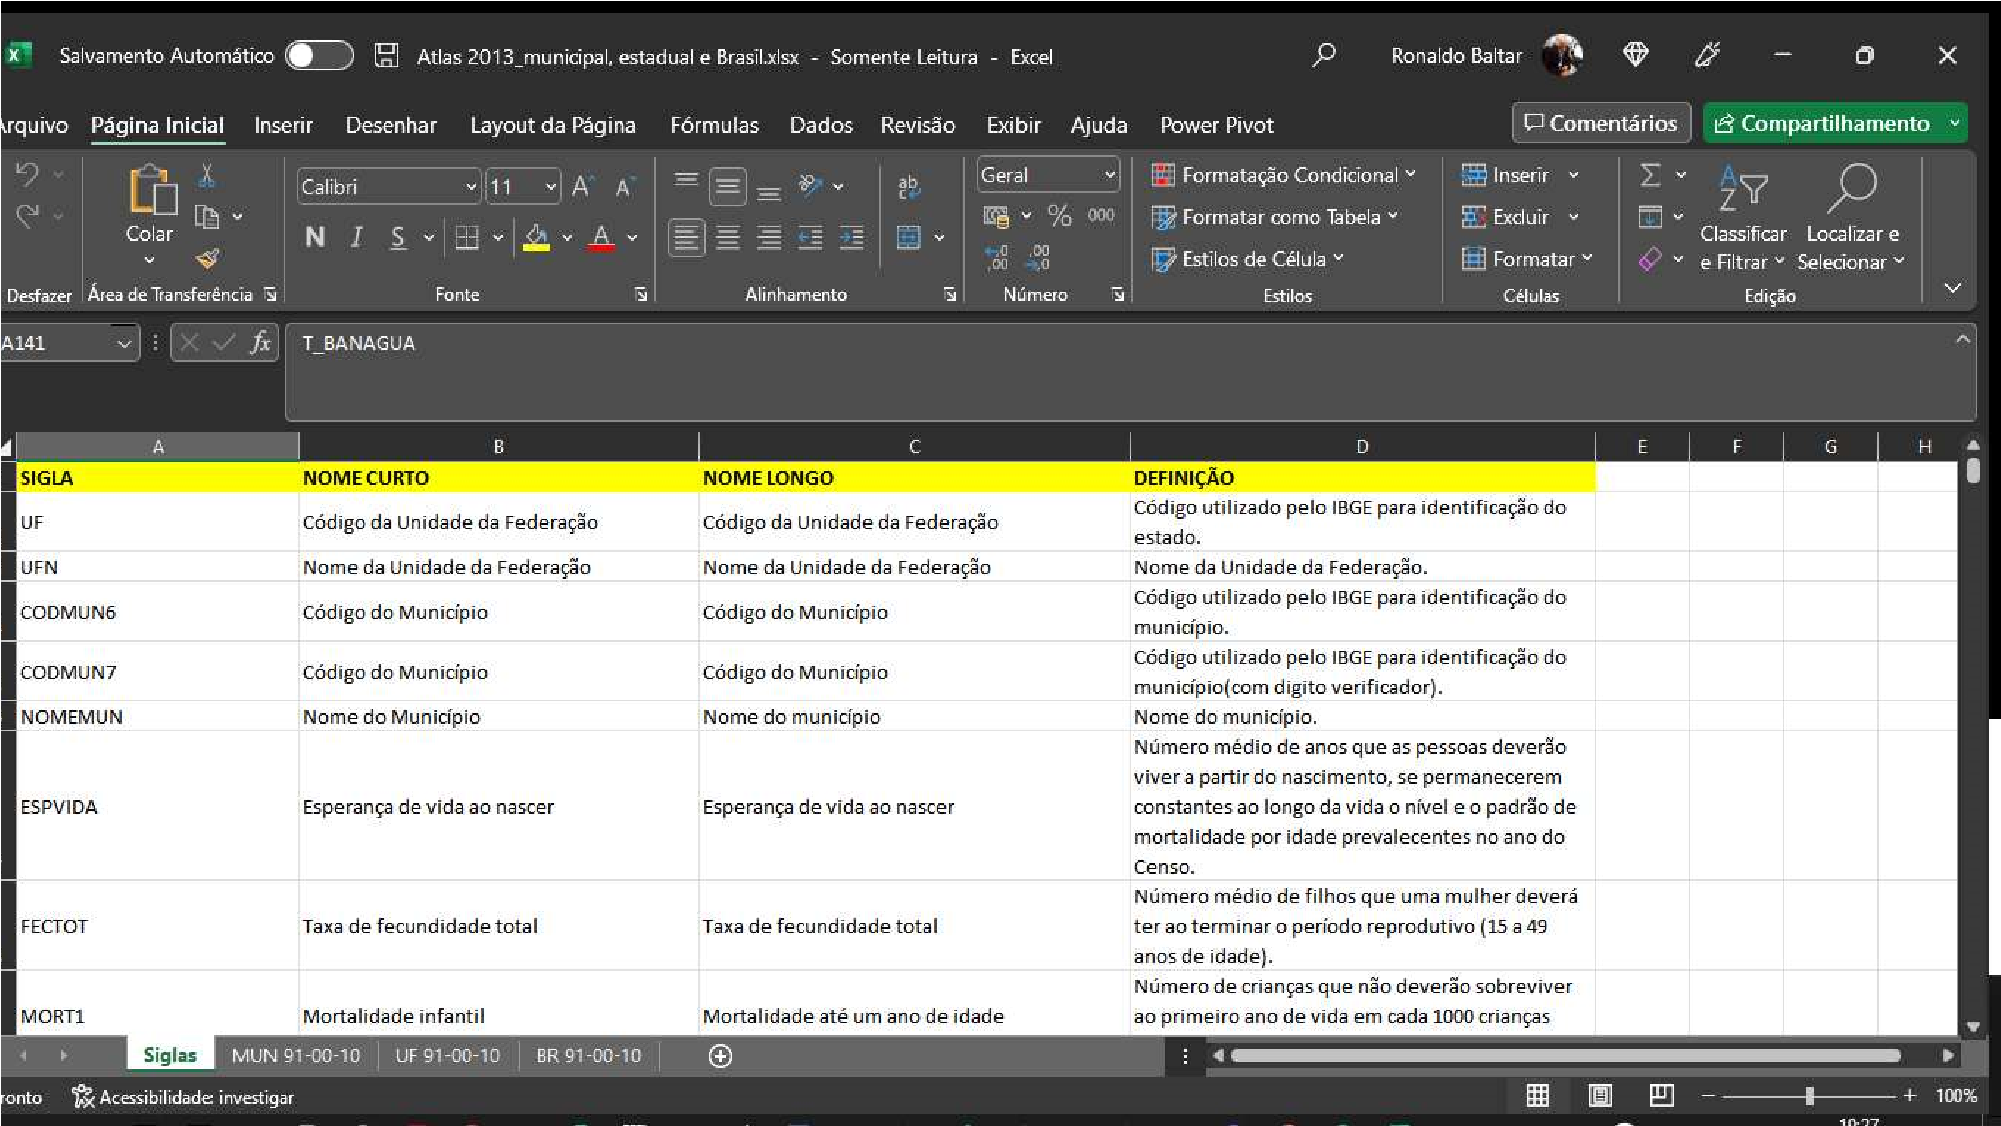 Salvamento Automático Atlas 2013_municipal, estadual e Brasil.xlsx - Somente Leitura - Excel Ronaldo Baltar
Arquivo Página Inicial Inserir Desenhar Layout da Página Fórmulas Dados Revisão Exibir Ajuda Power Pivot Comentários Compartilhamento
Calibri 11 Geral Formatação Condicional Inserir
% 000 Formatar como Tabela Excluir
Colar N I S A Classificar Localizar e
Estilos de Célula Formatar e Filtrar Selecionar
Desfazer Área de Transferência Fonte Alinhamento Número Estilos Células Edição
A141 fx T_BANAGUA
A B C D E F G H
SIGLA NOME CURTO NOME LONGO DEFINIÇÃO
UF Código da Unidade da Federação Código da Unidade da Federação Código utilizado pelo IBGE para identificação do
estado.
UFN Nome da Unidade da Federação Nome da Unidade da Federação Nome da Unidade da Federação.
CODMUN6 Código do Município Código do Município Código utilizado pelo IBGE para identificação do
município.
CODMUN7 Código do Município Código do Município Código utilizado pelo IBGE para identificação do
município(com digito verificador).
NOMEMUN Nome do Município Nome do município Nome do município.
Número médio de anos que as pessoas deverão
viver a partir do nascimento, se permanecerem
ESPVIDA Esperança de vida ao nascer Esperança de vida ao nascer constantes ao longo da vida o nível e o padrão de
mortalidade por idade prevalecentes no ano do
Censo.
Número médio de filhos que uma mulher deverá
FECTOT Taxa de fecundidade total Taxa de fecundidade total ter ao terminar o período reprodutivo (15 a 49
anos de idade).
Número de crianças que não deverão sobreviver
MORT1 Mortalidade infantil Mortalidade até um ano de idade ao primeiro ano de vida em cada 1000 crianças
Siglas MUN 91-00-10 UF 91-00-10 BR 91-00-10
ronto Acessibilidade: investigar 100%